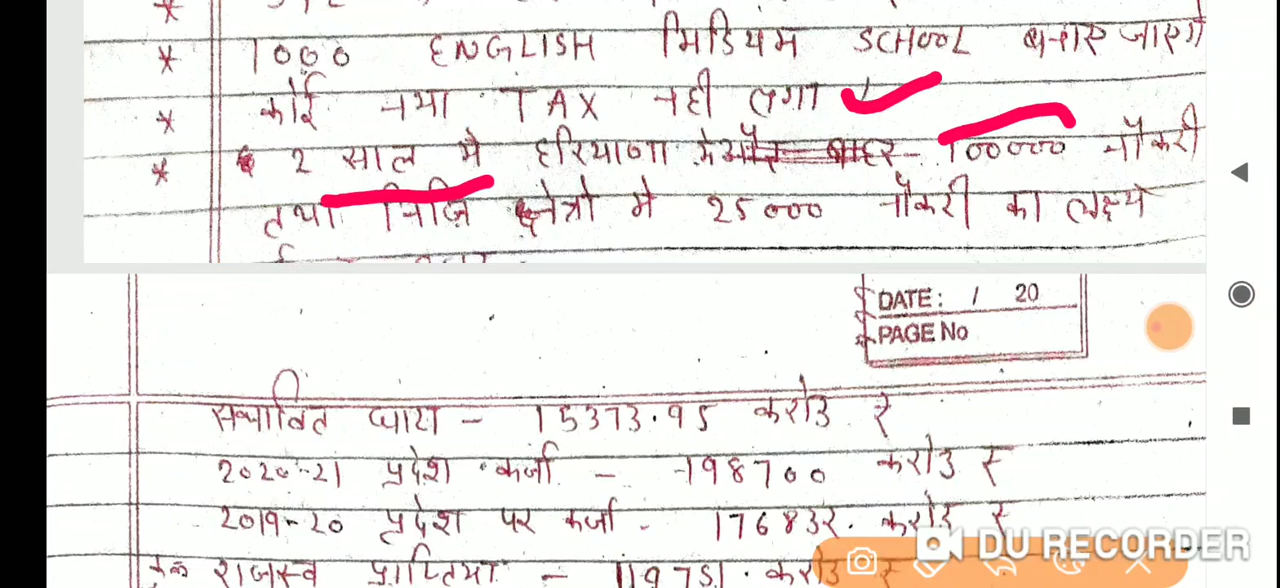 * 1000 ENGLISH मिडियम SCHOOL बनाए जाएगे
* कोई नया TAX नही लगा
* 2 साल मे हरियाणा मे 100000 नौकरी
तथा निजि क्षेत्रो मे 25000 नौकरी का लक्ष्य
DATE: / 20
PAGE No
सम्भावित घाटा - 15373.95 करोड ₹
2020-21 प्रदेश कर्जा - 198700 करोड ₹
2019-20 प्रदेश पर कर्जा - 176832. करोड ₹
DU RECORDER
राजस्व प्राप्तिया - 119751. करोड ₹